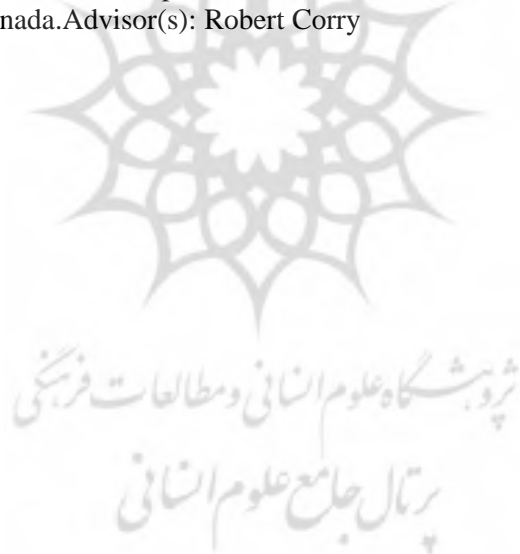 nada.Advisor(s): Robert Corry
پژوهشگاه علوم انسانی و مطالعات فرهنگی
پرتال جامع علوم انسانی